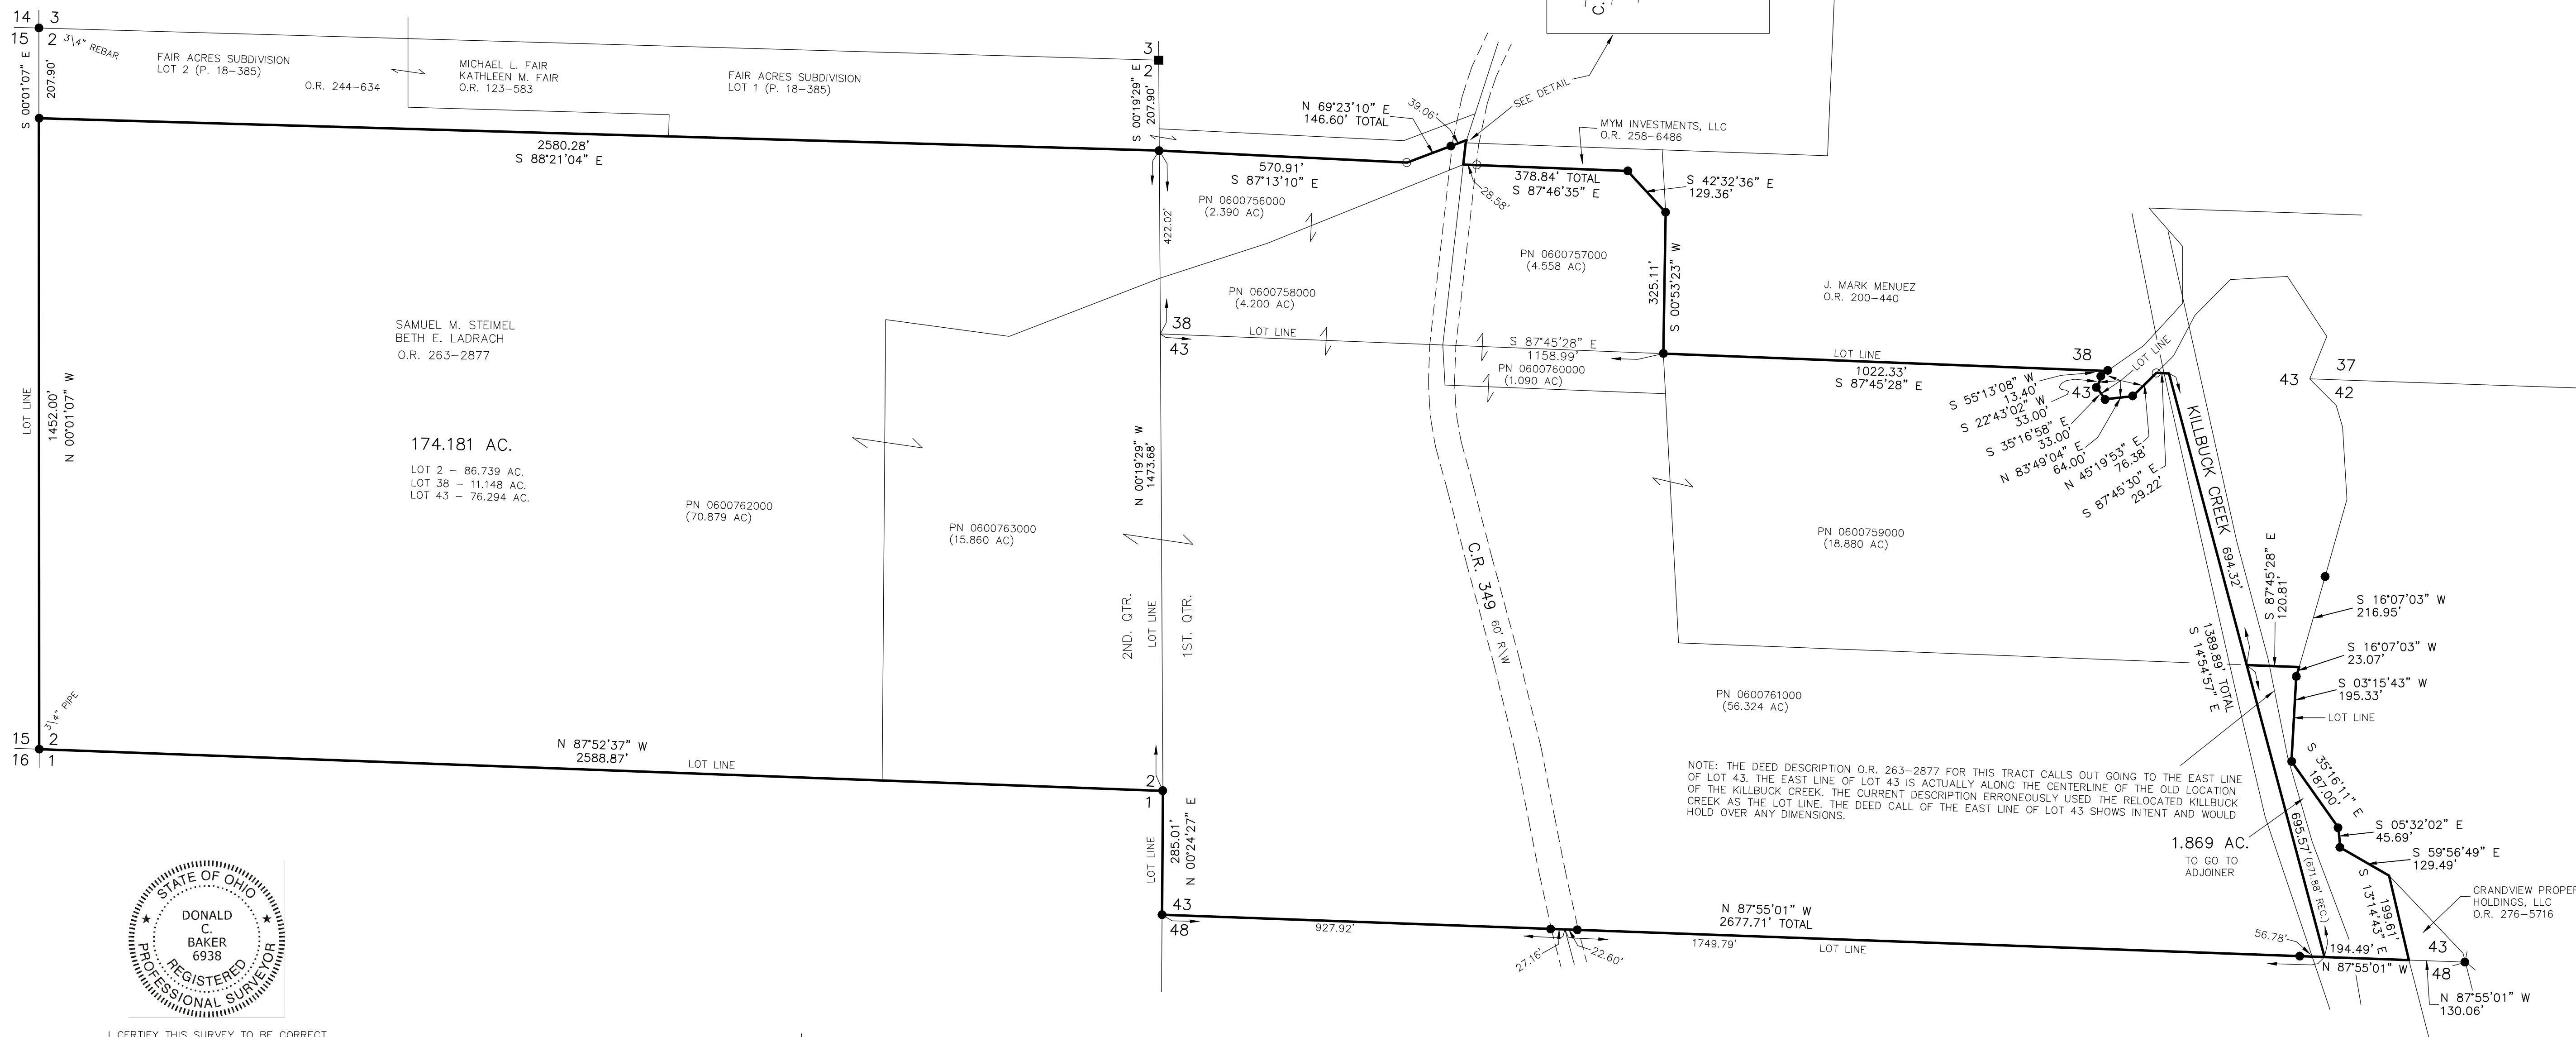 14 3
15 2
3\4" REBAR
S 00°01'07" E
207.90'
FAIR ACRES SUBDIVISION
LOT 2 (P. 18-385)
O.R. 244-634
MICHAEL L. FAIR
KATHLEEN M. FAIR
O.R. 123-583
FAIR ACRES SUBDIVISION
LOT 1 (P. 18-385)
3
2
S 00°19'29" E
207.90'
C.
SEE DETAIL
39.06'
N 69°23'10" E
146.60' TOTAL
MYM INVESTMENTS, LLC
O.R. 258-6486
2580.28'
S 88°21'04" E
570.91'
S 87°13'10" E
378.84' TOTAL
S 87°46'35" E
28.58'
S 42°32'36" E
129.36'
422.02'
PN 0600756000
(2.390 AC)
PN 0600757000
(4.558 AC)
325.11'
S 00°53'23" W
PN 0600758000
(4.200 AC)
J. MARK MENUEZ
O.R. 200-440
SAMUEL M. STEIMEL
BETH E. LADRACH
O.R. 263-2877
38
43
LOT LINE
S 87°45'28" E
1158.99'
PN 0600760000
(1.090 AC)
LOT LINE
1022.33'
S 87°45'28" E
38
43
LOT LINE
37
43
42
S 55°13'08" W
13.40'
S 22°43'02" W
33.00'
S 35°16'58" E
33.00'
N 83°49'04" E
64.00'
N 45°19'53" E
76.38'
S 87°45'30" E
29.22'
KILLBUCK CREEK
694.32'
LOT LINE
1452.00'
N 00°01'07" W
174.181 AC.
LOT 2 - 86.739 AC.
LOT 38 - 11.148 AC.
LOT 43 - 76.294 AC.
PN 0600762000
(70.879 AC)
PN 0600763000
(15.860 AC)
N 00°19'29" W
1473.68'
2ND. QTR.
LOT LINE
1ST. QTR.
C.R. 349 60' R\W
PN 0600759000
(18.880 AC)
S 87°45'28" E
120.81'
S 16°07'03" W
216.95'
S 16°07'03" W
23.07'
S 03°15'43" W
195.33'
LOT LINE
1389.89' TOTAL
S 14°54'57" E
PN 0600761000
(56.324 AC)
3\4" PIPE
15 2
16 1
N 87°52'37" W
2588.87'
LOT LINE
2
1
NOTE: THE DEED DESCRIPTION O.R. 263-2877 FOR THIS TRACT CALLS OUT GOING TO THE EAST LINE
OF LOT 43. THE EAST LINE OF LOT 43 IS ACTUALLY ALONG THE CENTERLINE OF THE OLD LOCATION
OF THE KILLBUCK CREEK. THE CURRENT DESCRIPTION ERRONEOUSLY USED THE RELOCATED KILLBUCK
CREEK AS THE LOT LINE. THE DEED CALL OF THE EAST LINE OF LOT 43 SHOWS INTENT AND WOULD
HOLD OVER ANY DIMENSIONS.
S 35°16'11" E
187.00'
S 05°32'02" E
45.69'
S 59°56'49" E
129.49'
1.869 AC.
TO GO TO
ADJOINER
695.57' (671.88' REC.)
199.61'
S 13°14'43" E
GRANDVIEW PROPER
HOLDINGS, LLC
O.R. 276-5716
LOT LINE
285.01'
N 00°24'27" E
43
48
927.92'
27.16'
22.60'
N 87°55'01" W
2677.71' TOTAL
1749.79'
LOT LINE
56.78'
194.49'
N 87°55'01" W
43
48
N 87°55'01" W
130.06'
STATE OF OHIO
DONALD
C.
BAKER
6938
REGISTERED
PROFESSIONAL SURVEYOR
I CERTIFY THIS SURVEY TO BE CORRECT